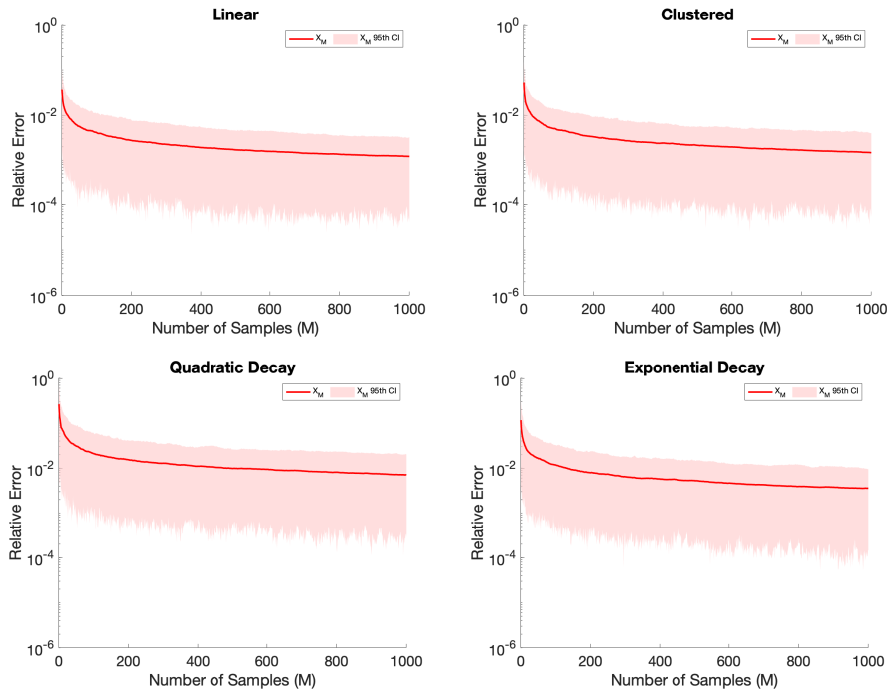 Linear
10^0
10^-2
10^-4
10^-6
Relative Error
X_M X_M 95th CI
0 200 400 600 800 1000
Number of Samples (M)
Clustered
10^0
10^-2
10^-4
10^-6
Relative Error
X_M X_M 95th CI
0 200 400 600 800 1000
Number of Samples (M)
Quadratic Decay
10^0
10^-2
10^-4
10^-6
Relative Error
X_M X_M 95th CI
0 200 400 600 800 1000
Number of Samples (M)
Exponential Decay
10^0
10^-2
10^-4
10^-6
Relative Error
X_M X_M 95th CI
0 200 400 600 800 1000
Number of Samples (M)